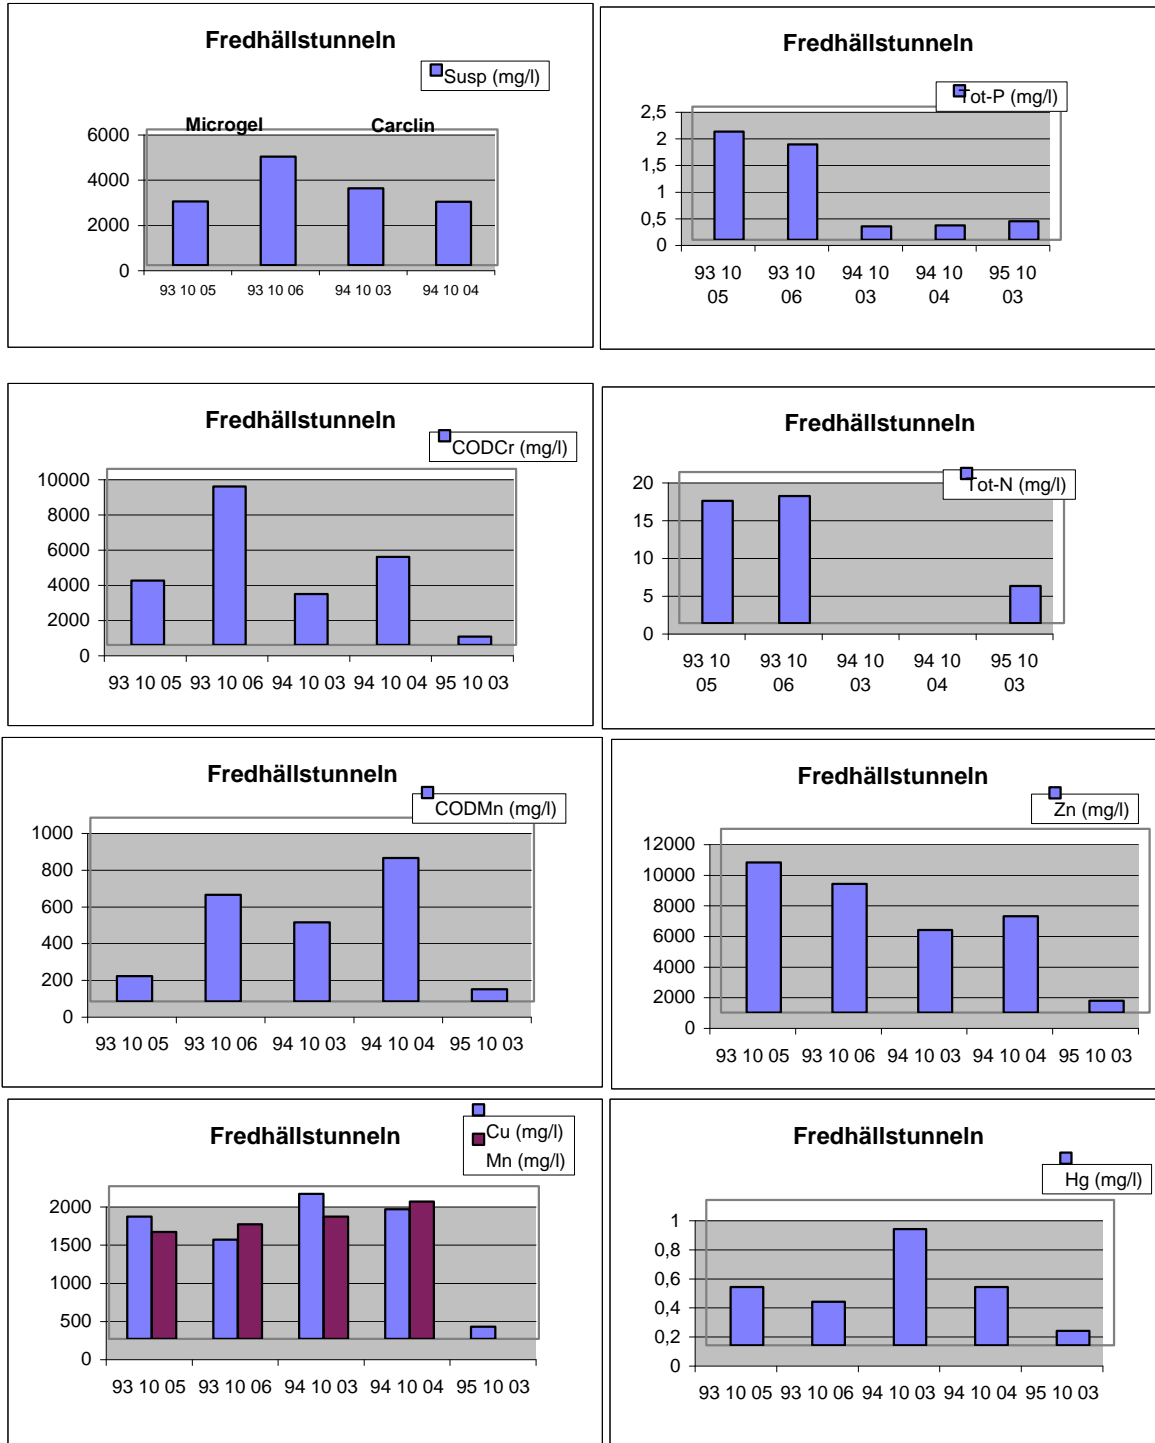 Fredhällstunneln
Susp (mg/l)
Microgel Carclin
6000
4000
2000
0
93 10 05 93 10 06 94 10 03 94 10 04
Fredhällstunneln
Tot-P (mg/l)
2,5
2
1,5
1
0,5
0
93 10 93 10 94 10 94 10 95 10
05 06 03 04 03
Fredhällstunneln
CODCr (mg/l)
10000
8000
6000
4000
2000
0
93 10 05 93 10 06 94 10 03 94 10 04 95 10 03
Fredhällstunneln
Tot-N (mg/l)
20
15
10
5
0
93 10 93 10 94 10 94 10 95 10
05 06 03 04 03
Fredhällstunneln
CODMn (mg/l)
1000
800
600
400
200
0
93 10 05 93 10 06 94 10 03 94 10 04 95 10 03
Fredhällstunneln
Zn (mg/l)
12000
10000
8000
6000
4000
2000
0
93 10 05 93 10 06 94 10 03 94 10 04 95 10 03
Fredhällstunneln
Cu (mg/l)
Mn (mg/l)
2000
1500
1000
500
0
93 10 05 93 10 06 94 10 03 94 10 04 95 10 03
Fredhällstunneln
Hg (mg/l)
1
0,8
0,6
0,4
0,2
0
93 10 05 93 10 06 94 10 03 94 10 04 95 10 03